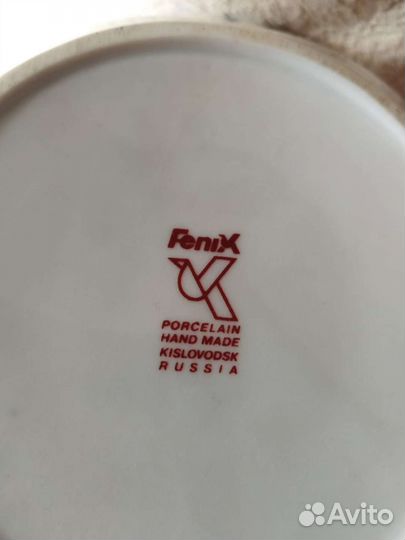 FeniX
PORCELAIN
HAND MADE
KISLOVODSK
RUSSIA
Avito